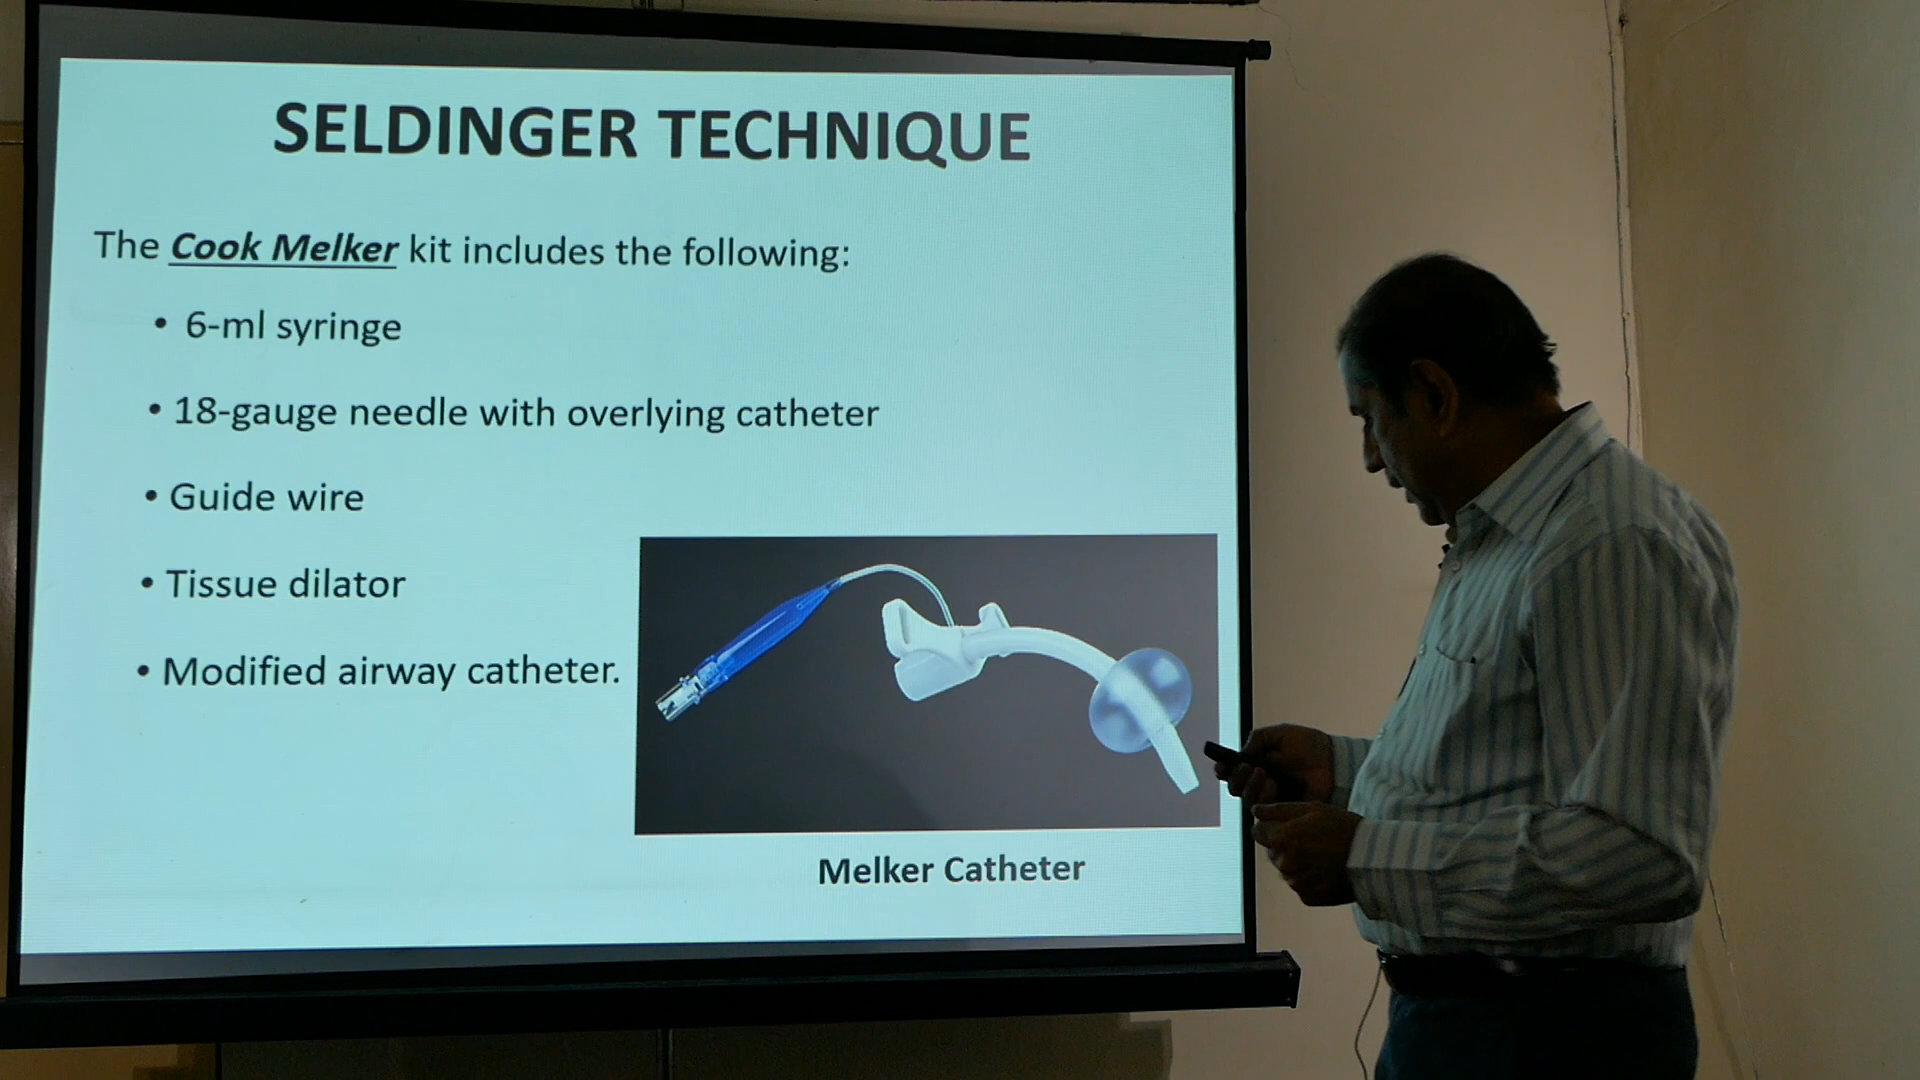 SELDINGER TECHNIQUE
The Cook Melker kit includes the following:
• 6-ml syringe
• 18-gauge needle with overlying catheter
• Guide wire
• Tissue dilator
• Modified airway catheter.
Melker Catheter